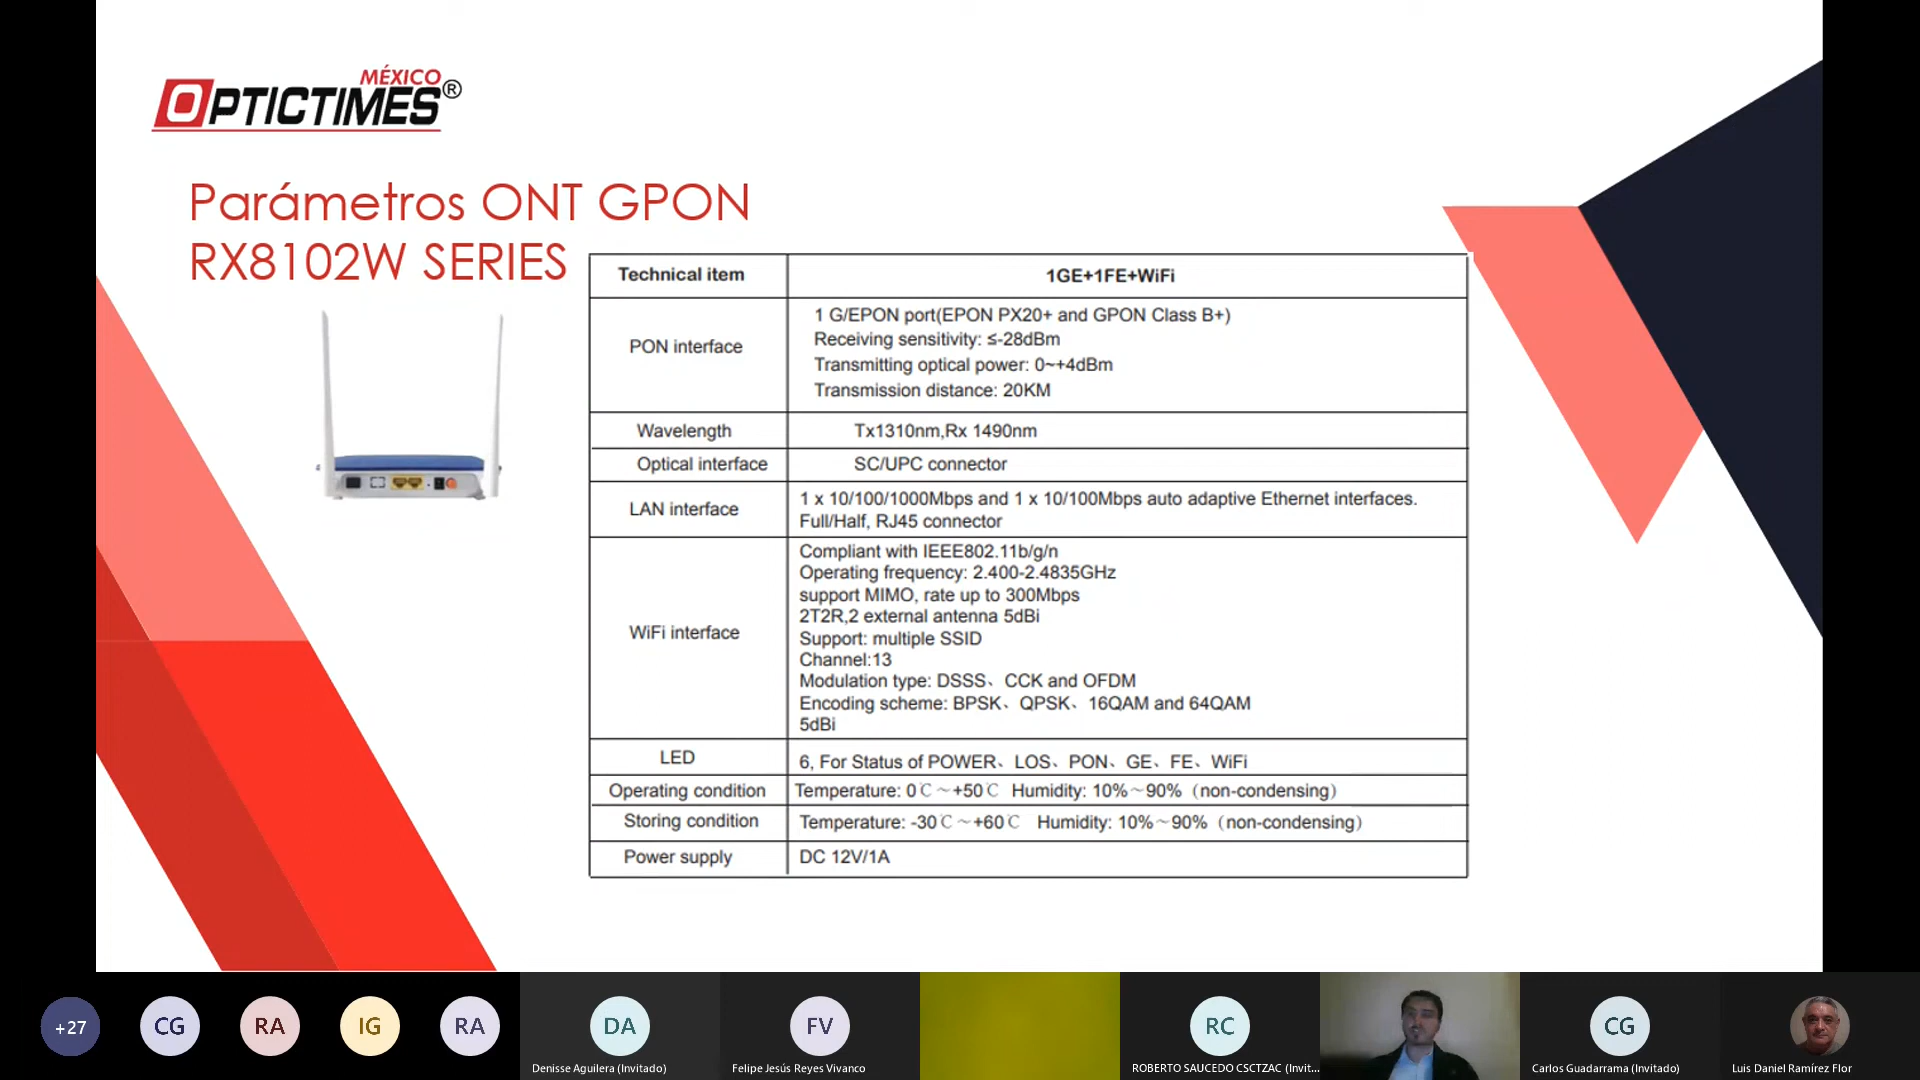 MÉXICO
OPTICTIMES®
Parámetros ONT GPON
RX8102W SERIES
Technical item
1GE+1FE+WiFi
PON interface
1 G/EPON port(EPON PX20+ and GPON Class B+)
Receiving sensitivity: ≤-28dBm
Transmitting optical power: 0~+4dBm
Transmission distance: 20KM
Wavelength
Tx1310nm,Rx 1490nm
Optical interface
SC/UPC connector
LAN interface
1 x 10/100/1000Mbps and 1 x 10/100Mbps auto adaptive Ethernet interfaces.
Full/Half, RJ45 connector
WiFi interface
Compliant with IEEE802.11b/g/n
Operating frequency: 2.400-2.4835GHz
support MIMO, rate up to 300Mbps
2T2R,2 external antenna 5dBi
Support: multiple SSID
Channel:13
Modulation type: DSSS、CCK and OFDM
Encoding scheme: BPSK、QPSK、16QAM and 64QAM
5dBi
LED
6, For Status of POWER、LOS、PON、GE、FE、WiFi
Operating condition
Temperature: 0℃～+50℃ Humidity: 10%～90%（non-condensing）
Storing condition
Temperature: -30℃～+60℃ Humidity: 10%～90%（non-condensing）
Power supply
DC 12V/1A
+27
CG
RA
IG
RA
DA
Denisse Aguilera (Invitado)
FV
Felipe Jesús Reyes Vivanco
RC
ROBERTO SAUCEDO CSCTZAC (Invit...
CG
Carlos Guadarrama (Invitado)
Luis Daniel Ramírez Flor